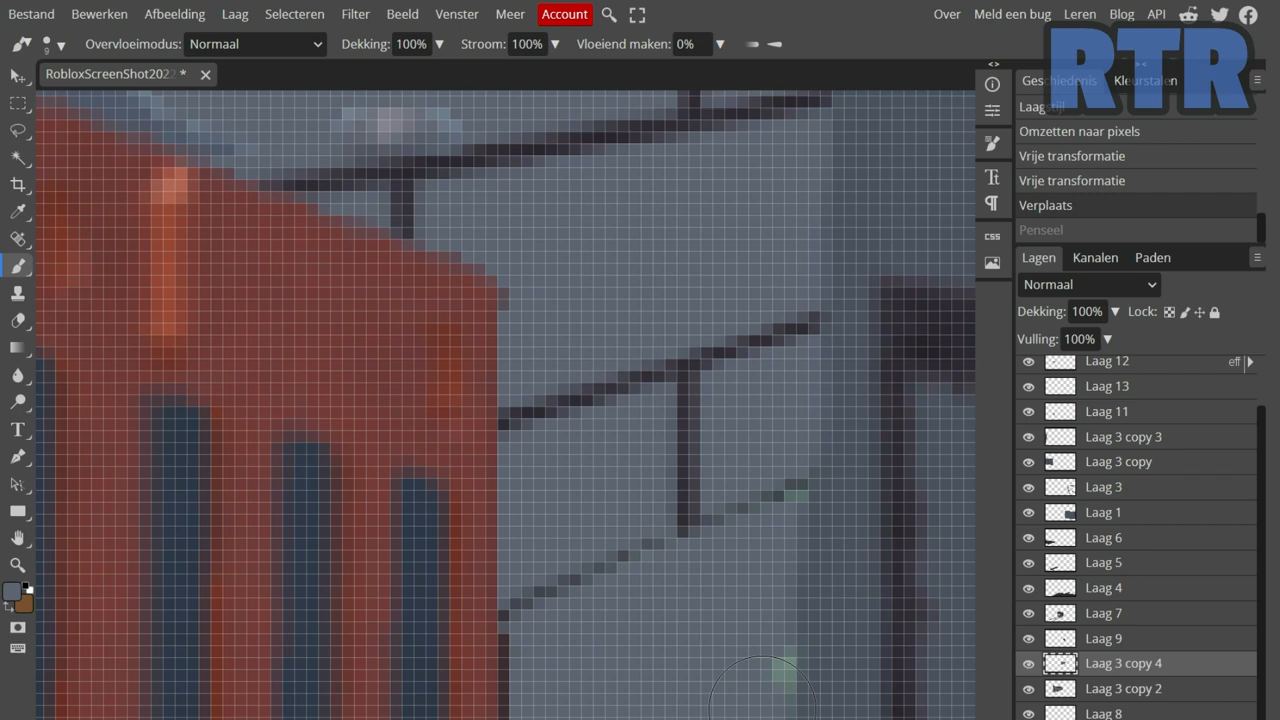 Bestand Bewerken Afbeelding Laag Selecteren Filter Beeld Venster Meer Account Over Meld een bug Leren Blog API
9 Overvloeimodus: Normaal Dekking: 100% Stroom: 100% Vloeiend maken: 0%
RTR
RobloxScreenShot2022 *
Geschiedenis Kleurstalen
Laagstijl
Omzetten naar pixels
Vrije transformatie
Vrije transformatie
Verplaats
Penseel
Lagen Kanalen Paden
Normaal
Dekking: 100% Lock:
Vulling: 100%
Laag 12 eff
Laag 13
Laag 11
Laag 3 copy 3
Laag 3 copy
Laag 3
Laag 1
Laag 6
Laag 5
Laag 4
Laag 7
Laag 9
Laag 3 copy 4
Laag 3 copy 2
Laag 8
CSS